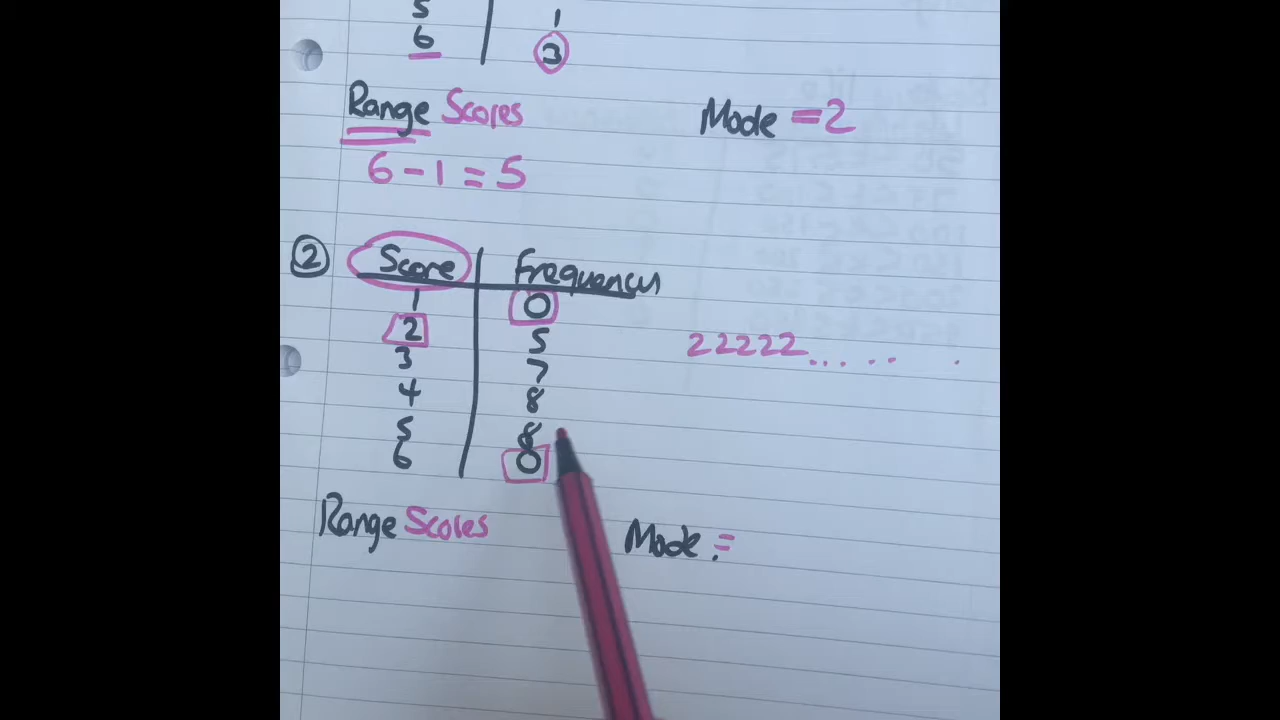 5 1
6 3
Range Scores Mode =2
6-1=5
2 Score Frequency
1 0
2 5 22222.... .. .
3 7
4 8
5 8
6 0
Range Scores Mode :=